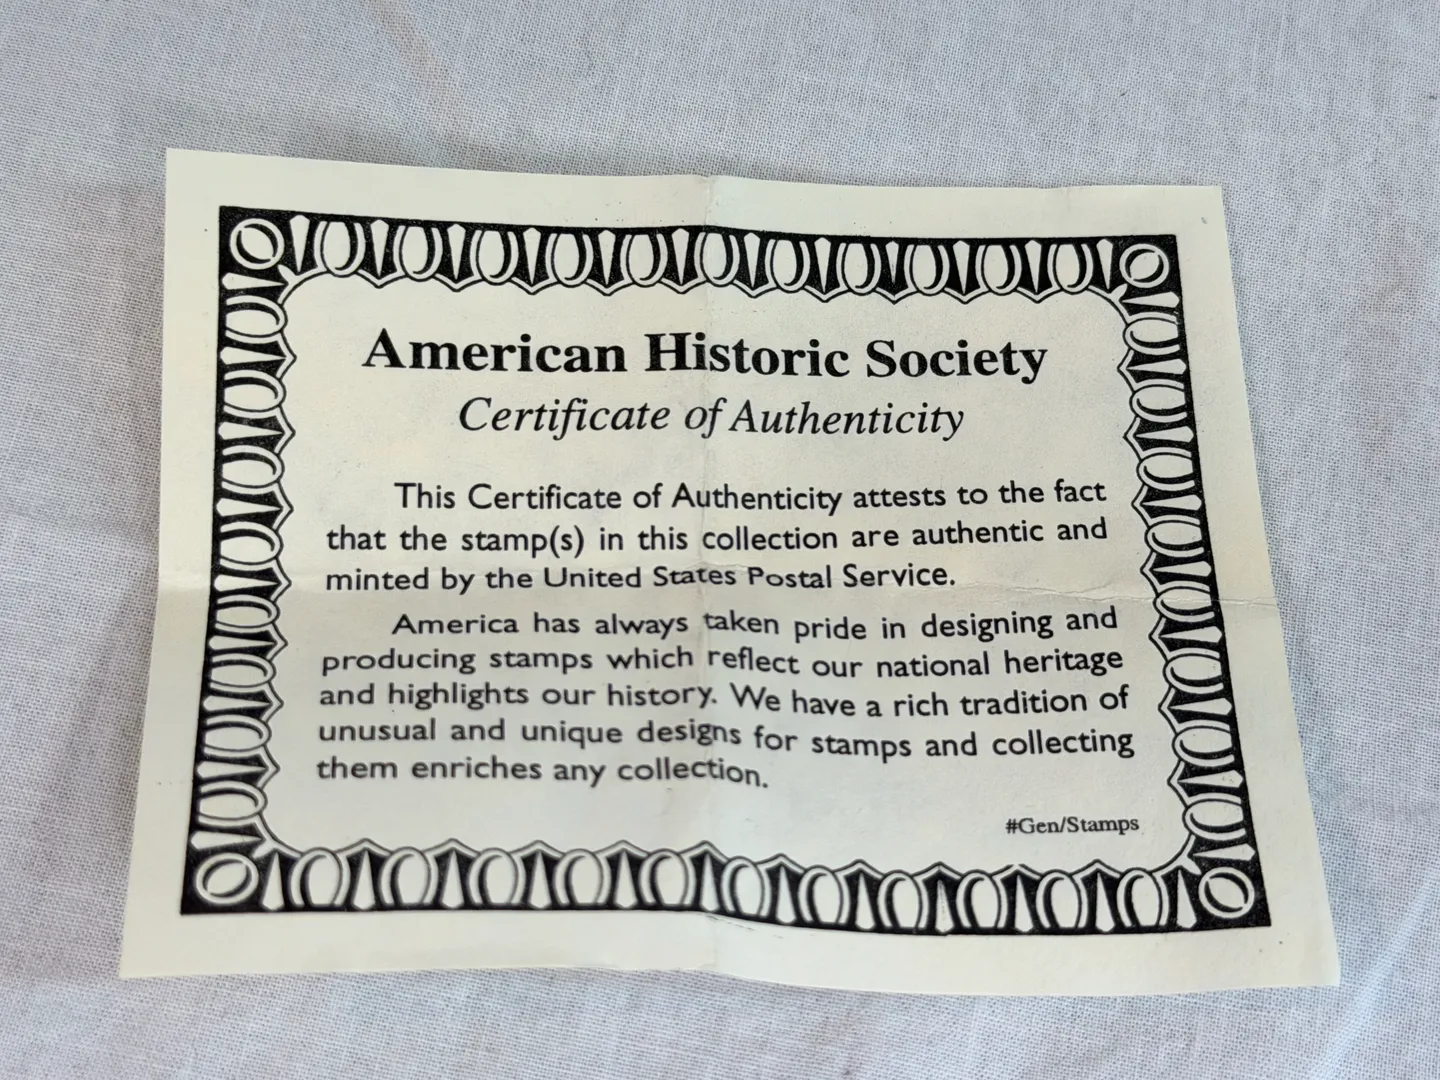 American Historic Society
Certificate of Authenticity
This Certificate of Authenticity attests to the fact
that the stamp(s) in this collection are authentic and
minted by the United States Postal Service.
America has always taken pride in designing and
producing stamps which reflect our national heritage
and highlights our history. We have a rich tradition of
unusual and unique designs for stamps and collecting
them enriches any collection.
#Gen/Stamps